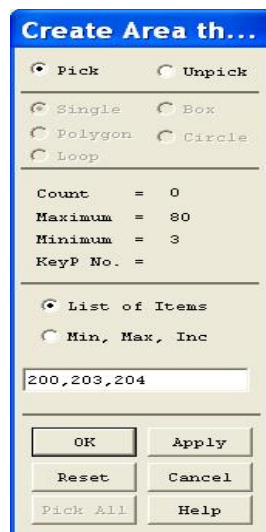 Create Area th...
Pick Unpick
Single Box
Polygon Circle
Loop
Count = 0
Maximum = 80
Minimum = 3
KeyP No. =
List of Items
Min, Max, Inc
200,203,204
OK Apply
Reset Cancel
Pick All Help